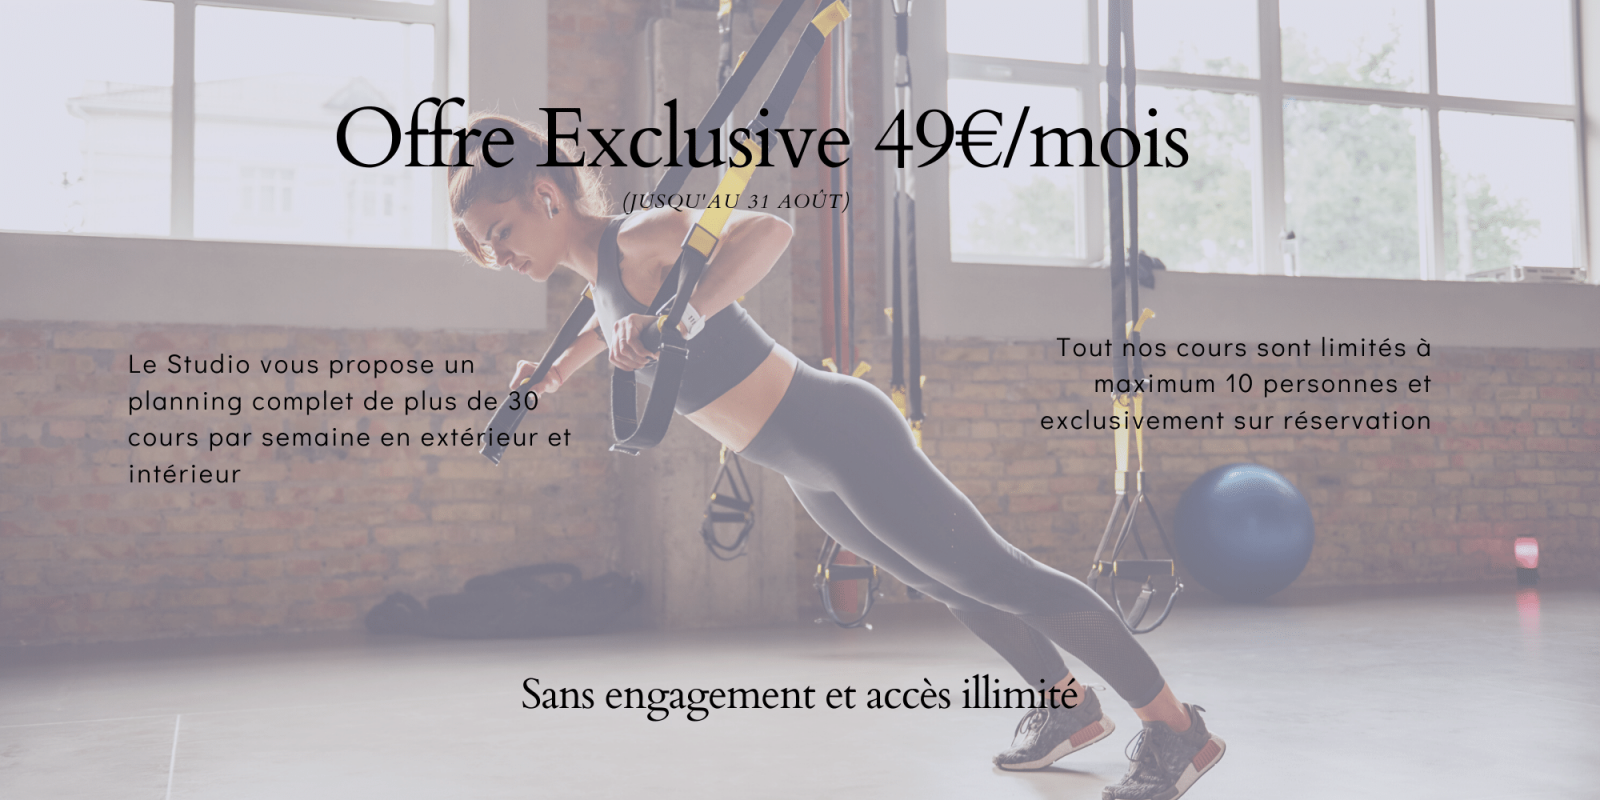 Offre Exclusive 49€/mois
(JUSQU'AU 31 AOÛT)
Le Studio vous propose un
planning complet de plus de 30
cours par semaine en extérieur et
intérieur
Tout nos cours sont limités à
maximum 10 personnes et
exclusivement sur réservation
Sans engagement et accès illimité